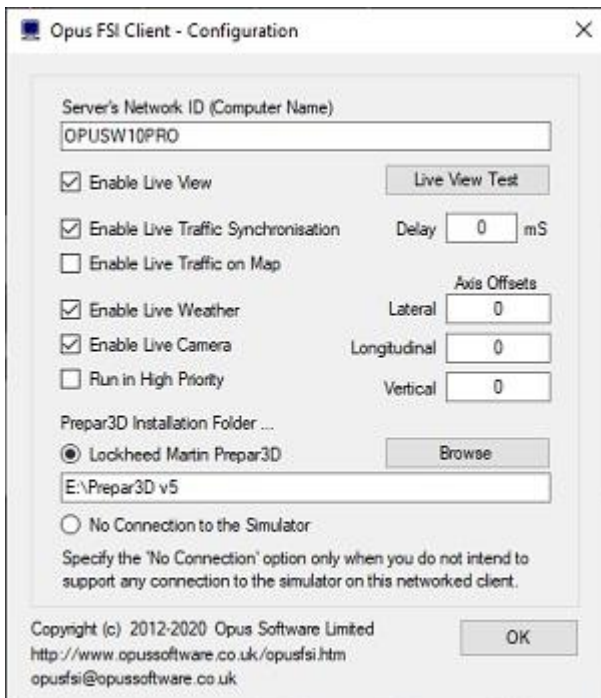 Opus FSI Client - Configuration
Server's Network ID (Computer Name)
OPUSW10PRO
Enable Live View
Live View Test
Enable Live Traffic Synchronisation
Delay 0 mS
Enable Live Traffic on Map
Axis Offsets
Enable Live Weather
Lateral 0
Enable Live Camera
Longitudinal 0
Run in High Priority
Vertical 0
Prepar3D Installation Folder ...
Lockheed Martin Prepar3D
Browse
E:\Prepar3D v5
No Connection to the Simulator
Specify the 'No Connection' option only when you do not intend to
support any connection to the simulator on this networked client.
Copyright (c) 2012-2020 Opus Software Limited
http://www.opussoftware.co.uk/opusfsi.htm
opusfsi@opussoftware.co.uk
OK